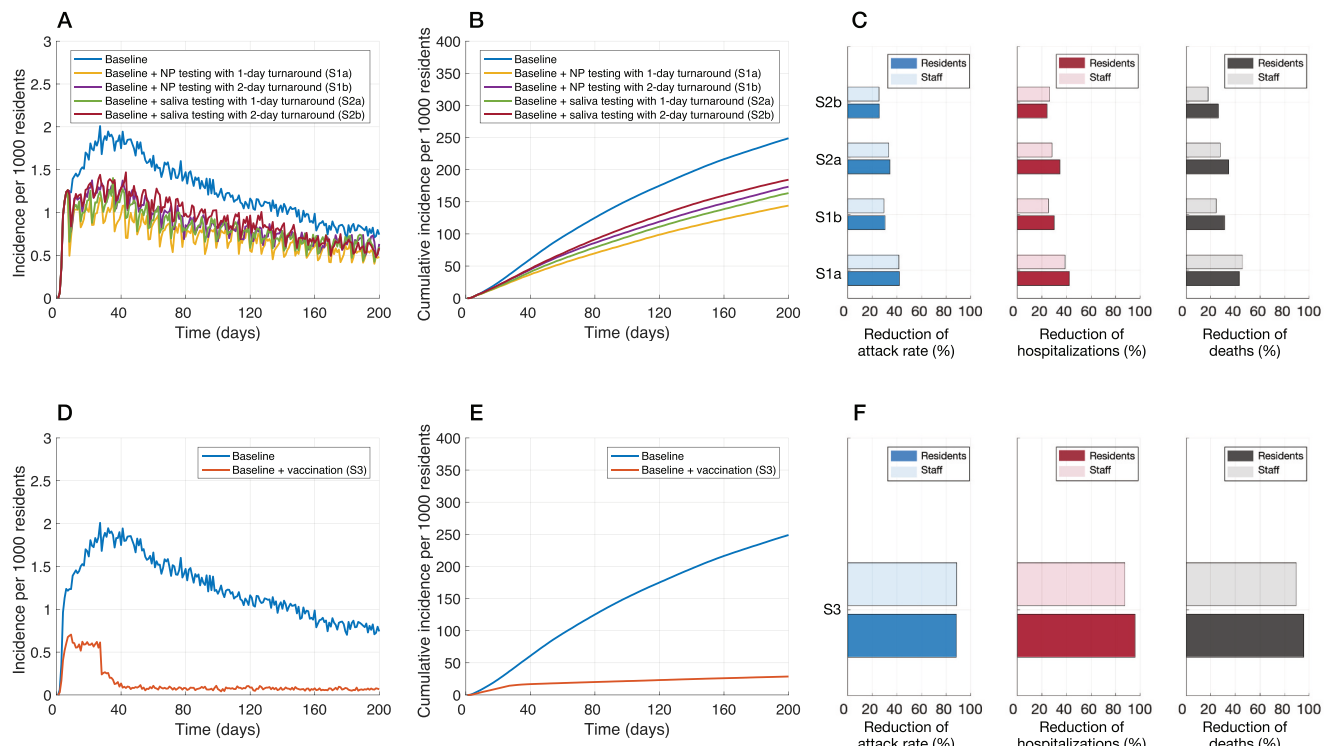 A
B
C
3
2.5
2
1.5
1
0.5
0
Incidence per 1000 residents
Baseline
Baseline + NP testing with 1-day turnaround (S1a)
Baseline + NP testing with 2-day turnaround (S1b)
Baseline + saliva testing with 1-day turnaround (S2a)
Baseline + saliva testing with 2-day turnaround (S2b)
0 40 80 120 160 200
Time (days)
400
350
300
250
200
150
100
50
0
Cumulative incidence per 1000 residents
Baseline
Baseline + NP testing with 1-day turnaround (S1a)
Baseline + NP testing with 2-day turnaround (S1b)
Baseline + saliva testing with 1-day turnaround (S2a)
Baseline + saliva testing with 2-day turnaround (S2b)
0 40 80 120 160 200
Time (days)
S2b
S2a
S1b
S1a
Residents
Staff
0 20 40 60 80 100
Reduction of
attack rate (%)
Residents
Staff
0 20 40 60 80 100
Reduction of
hospitalizations (%)
Residents
Staff
0 20 40 60 80 100
Reduction of
deaths (%)
D
E
F
3
2.5
2
1.5
1
0.5
0
Incidence per 1000 residents
Baseline
Baseline + vaccination (S3)
0 40 80 120 160 200
Time (days)
400
350
300
250
200
150
100
50
0
Cumulative incidence per 1000 residents
Baseline
Baseline + vaccination (S3)
0 40 80 120 160 200
Time (days)
S3
Residents
Staff
0 20 40 60 80 100
Reduction of
attack rate (%)
Residents
Staff
0 20 40 60 80 100
Reduction of
hospitalizations (%)
Residents
Staff
0 20 40 60 80 100
Reduction of
deaths (%)